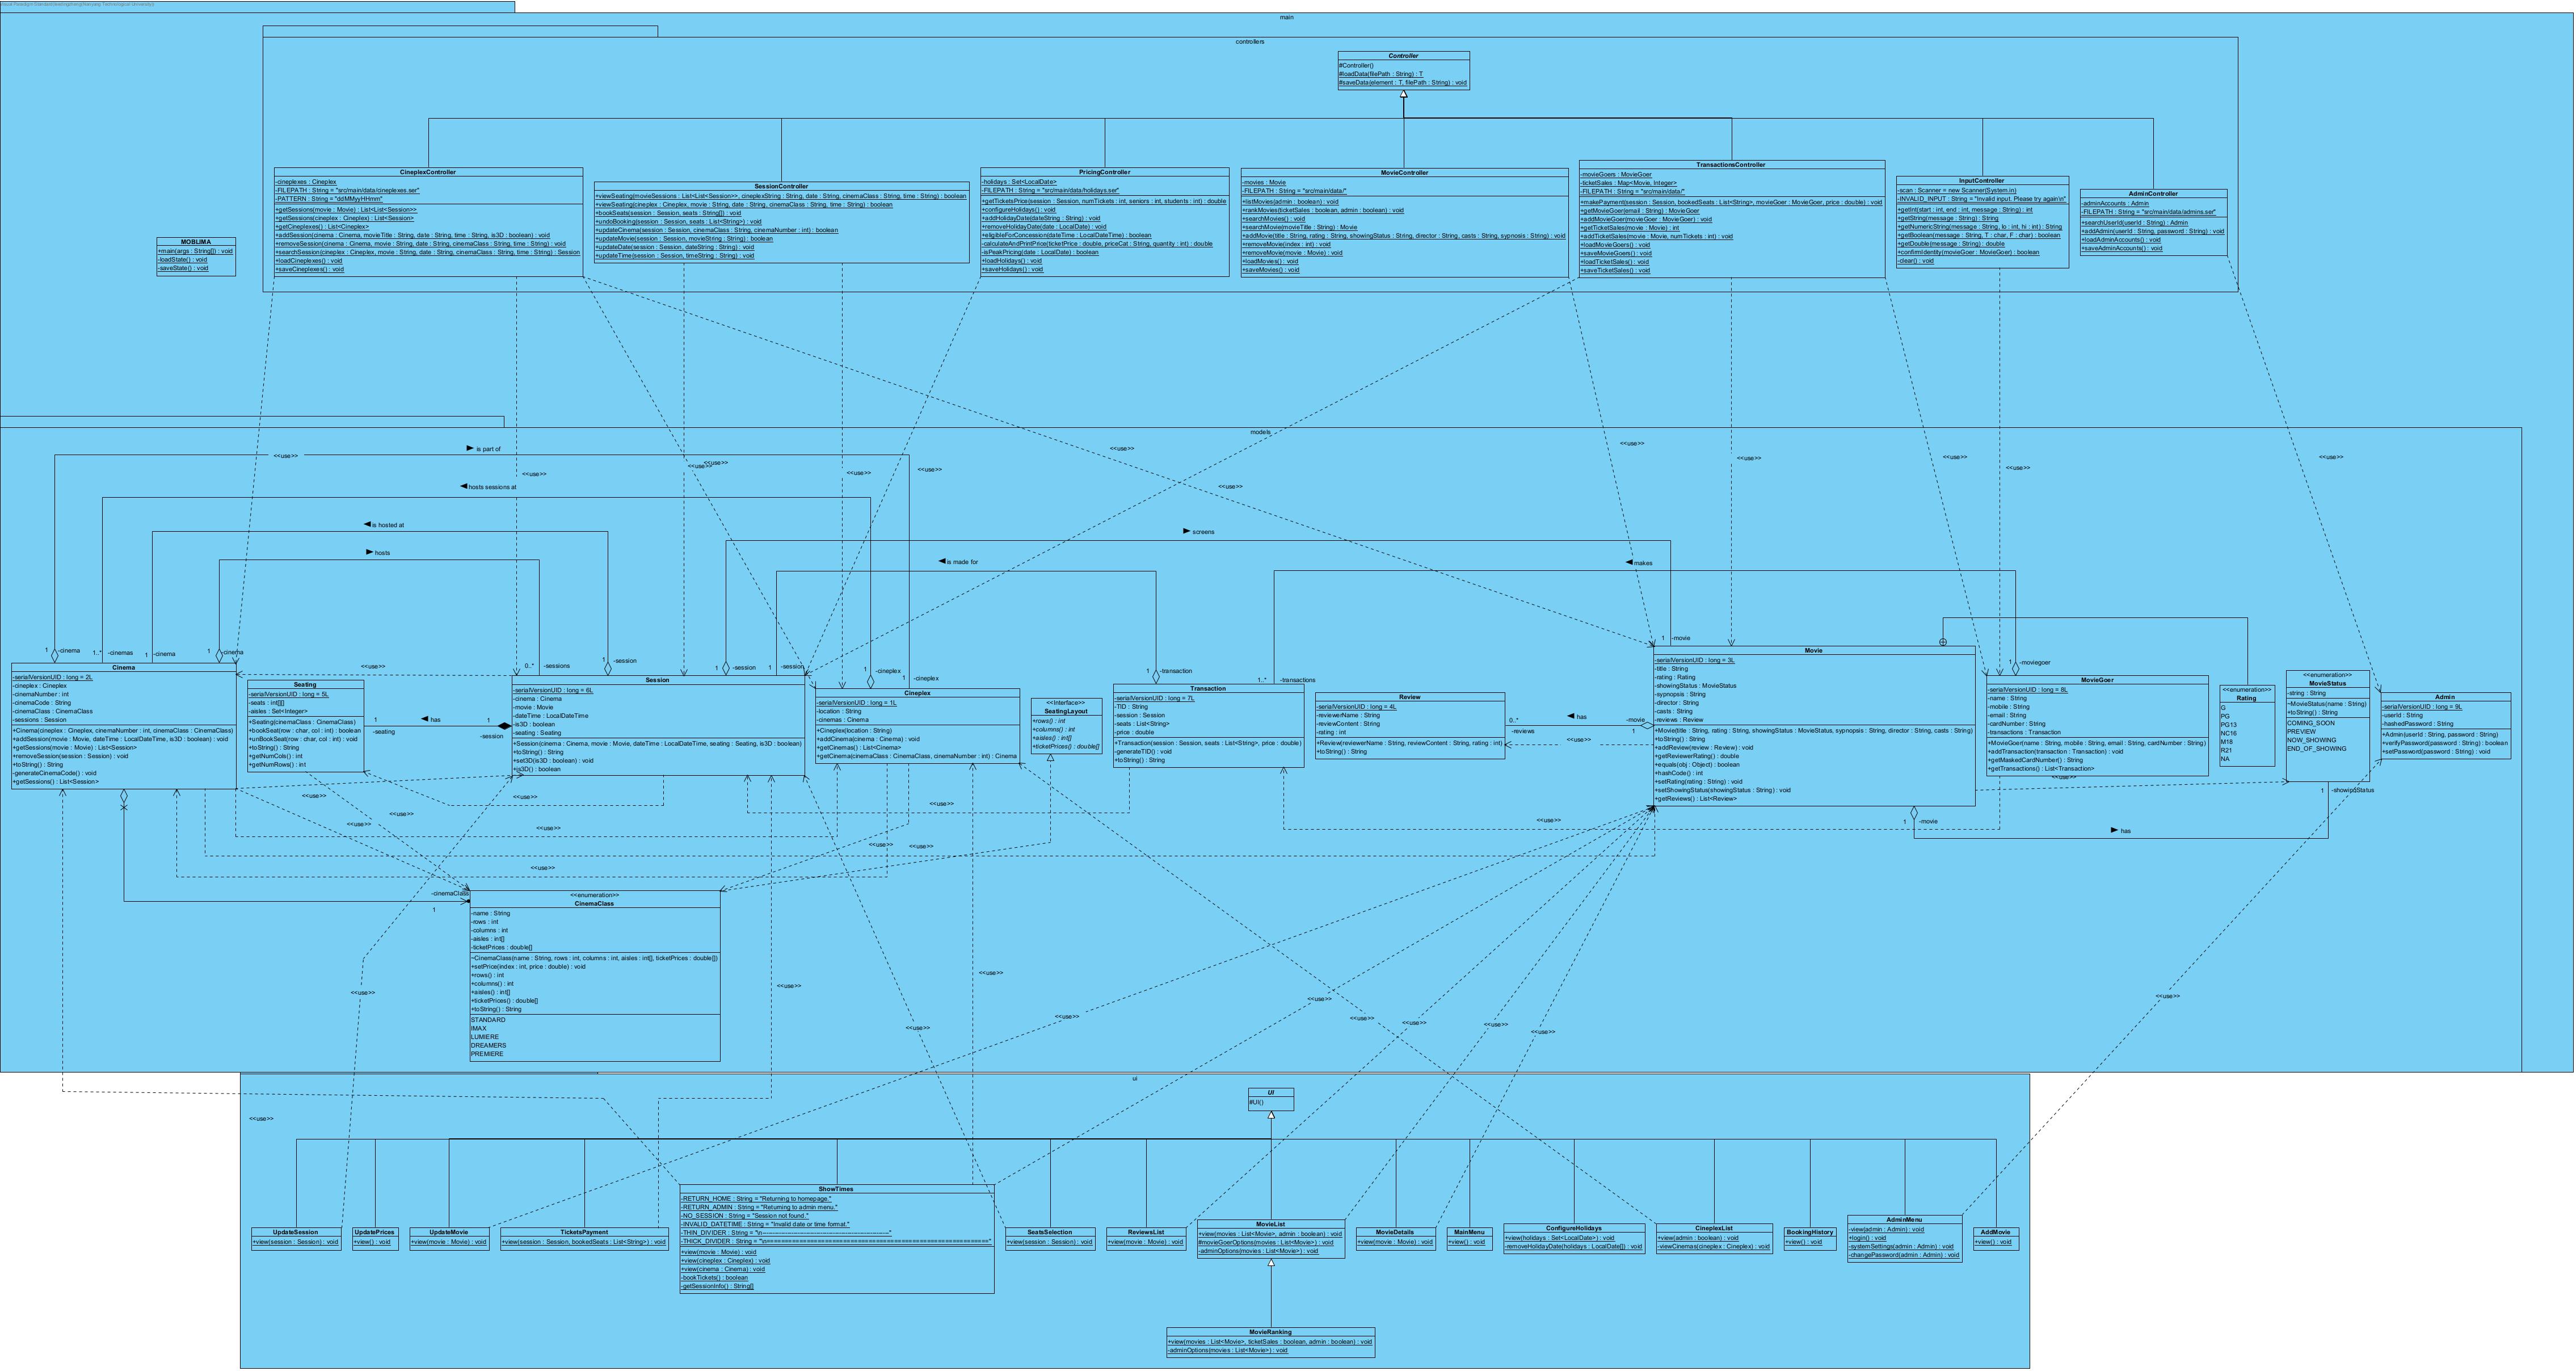 Visual Paradigm Standard(leadingzheng(Nanyang Technological University))
main
controllers
Controller
#Controller()
#loadData(filePath : String) : T
#saveData(element : T, filePath : String) : void
MOBLIMA
+main(args : String[]) : void
-loadState() : void
-saveState() : void
CineplexController
-cineplexes : Cineplex
-FILEPATH : String = "src/main/data/cineplexes.ser"
-PATTERN : String = "ddMMyyHHmm"
+getSessions(movie : Movie) : List<List<Session>>
+getSession(cineplex : Cineplex) : List<Session>
+getCineplexes() : List<Cineplex>
+addSession(cinema : Cinema, movieTitle : String, date : String, time : String, is3D : boolean) : void
+removeSession(cinema : Cinema, movie : String, date : String, cinemaClass : String, time : String) : void
+searchSession(cineplex : Cineplex, movie : String, date : String, cinemaClass : String, time : String) : Session
+loadCineplexes() : void
+saveCineplexes() : void
SessionController
+viewSeating(movieSessions : List<List<Session>>, cineplexString : String, date : String, cinemaClass : String, time : String) : boolean
+viewSeating(cineplex : Cineplex, movie : String, date : String, cinemaClass : String, time : String) : boolean
+bookSeats(session : Session, seats : String[]) : void
+undoBooking(session : Session, seats : List<String>) : void
+updateCinema(session : Session, cinemaClass : String, cinemaNumber : int) : boolean
+updateMovie(session : Session, movieString : String) : boolean
+updateDate(session : Session, dateString : String) : void
+updateTime(session : Session, timeString : String) : void
PricingController
-holidays : Set<LocalDate>
-FILEPATH : String = "src/main/data/holidays.ser"
+getTicketsPrice(session : Session, numTickets : int, seniors : int, students : int) : double
+configureHolidays() : void
+addHolidayDate(dateString : String) : void
+removeHolidayDate(date : LocalDate) : void
+eligibleForConcession(dateTime : LocalDateTime) : boolean
-calculateAndPrintPrice(ticketPrice : double, priceCat : String, quantity : int) : double
-isPeakPricing(date : LocalDate) : boolean
+loadHolidays() : void
+saveHolidays() : void
MovieController
-movies : Movie
-FILEPATH : String = "src/main/data/"
+listMovies(admin : boolean) : void
+rankMovies(ticketSales : boolean, admin : boolean) : void
+searchMovies() : void
+searchMovie(movieTitle : String) : Movie
+addMovie(title : String, rating : String, showingStatus : String, director : String, casts : String, sypnosis : String) : void
+removeMovie(index : int) : void
+removeMovie(movie : Movie) : void
+loadMovies() : void
+saveMovies() : void
TransactionsController
-movieGoers : MovieGoer
-ticketSales : Map<Movie, Integer>
-FILEPATH : String = "src/main/data/"
+makePayment(session : Session, bookedSeats : List<String>, movieGoer : MovieGoer, price : double) : void
+getMovieGoer(email : String) : MovieGoer
+addMovieGoer(movieGoer : MovieGoer) : void
+getTicketSales(movie : Movie) : int
+addTicketSales(movie : Movie, numTickets : int) : void
+loadMovieGoers() : void
+saveMovieGoers() : void
+loadTicketSales() : void
+saveTicketSales() : void
InputController
-scan : Scanner = new Scanner(System.in)
-INVALID_INPUT : String = "Invalid input. Please try again\n"
+getInt(start : int, end : int, message : String) : int
+getString(message : String) : String
+getNumericString(message : String, lo : int, hi : int) : String
+getBoolean(message : String, T : char, F : char) : boolean
+getDouble(message : String) : double
+confirmIdentity(movieGoer : MovieGoer) : boolean
-clear() : void
AdminController
-adminAccounts : Admin
-FILEPATH : String = "src/main/data/admins.ser"
+searchUserId(userId : String) : Admin
+addAdmin(userId : String, password : String) : void
+loadAdminAccounts() : void
+saveAdminAccounts() : void
models
is part of
<<use>>
hosts sessions at
is hosted at
hosts
screens
is made for
makes
<<use>>
<<use>>
<<use>>
<<use>>
<<use>>
<<use>>
<<use>>
<<use>>
<<use>>
<<use>>
<<use>>
<<use>>
1
-cinema
1..*
-cinemas
1
-cinema
1
-cinema
<<use>>
0..*
-sessions
1
-session
1
-session
1
-session
1
-cineplex
1
-cineplex
1
-transaction
1..*
-transactions
1
-movie
1
-moviegoer
Cinema
-serialVersionUID : long = 2L
-cineplex : Cineplex
-cinemaNumber : int
-cinemaCode : String
-cinemaClass : CinemaClass
-sessions : Session
+Cinema(cineplex : Cineplex, cinemaNumber : int, cinemaClass : CinemaClass)
+addSession(movie : Movie, dateTime : LocalDateTime, is3D : boolean) : void
+getSessions(movie : Movie) : List<Session>
+removeSession(session : Session) : void
+toString() : String
-generateCinemaCode() : void
+getSessions() : List<Session>
Seating
-serialVersionUID : long = 5L
-seats : int[][]
-aisles : Set<Integer>
+Seating(cinemaClass : CinemaClass)
+bookSeat(row : char, col : int) : boolean
+unBookSeat(row : char, col : int) : void
+toString() : String
+getNumCols() : int
+getNumRows() : int
1
has
1
-seating
-session
Session
-serialVersionUID : long = 6L
-cinema : Cinema
-movie : Movie
-dateTime : LocalDateTime
-is3D : boolean
-seating : Seating
+Session(cinema : Cinema, movie : Movie, dateTime : LocalDateTime, seating : Seating, is3D : boolean)
+toString() : String
+set3D(is3D : boolean) : void
+is3D() : boolean
Cineplex
-serialVersionUID : long = 1L
-location : String
-cinemas : Cinema
+Cineplex(location : String)
+addCinema(cinema : Cinema) : void
+getCinemas() : List<Cinema>
+getCinema(cinemaClass : CinemaClass, cinemaNumber : int) : Cinema
<<Interface>>
SeatingLayout
+rows() : int
+columns() : int
+aisles() : int[]
+ticketPrices() : double[]
Transaction
-serialVersionUID : long = 7L
-TID : String
-session : Session
-seats : List<String>
-price : double
+Transaction(session : Session, seats : List<String>, price : double)
-generateTID() : void
+toString() : String
Review
-serialVersionUID : long = 4L
-reviewerName : String
-reviewContent : String
-rating : int
+Review(reviewerName : String, reviewContent : String, rating : int)
+toString() : String
0..*
has
-movie
-reviews
1
<<use>>
Movie
-serialVersionUID : long = 3L
-title : String
-rating : Rating
-showingStatus : MovieStatus
-sypnosis : String
-director : String
-casts : String
-reviews : Review
+Movie(title : String, rating : String, showingStatus : MovieStatus, sypnopsis : String, director : String, casts : String)
+toString() : String
+addReview(review : Review) : void
+getReviewerRating() : double
+equals(obj : Object) : boolean
+hashCode() : int
+setRating(rating : String) : void
+setShowingStatus(showingStatus : String) : void
+getReviews() : List<Review>
MovieGoer
-serialVersionUID : long = 8L
-name : String
-mobile : String
-email : String
-cardNumber : String
-transactions : Transaction
+MovieGoer(name : String, mobile : String, email : String, cardNumber : String)
+addTransaction(transaction : Transaction) : void
+getMaskedCardNumber() : String
+getTransactions() : List<Transaction>
<<use>>
<<enumeration>>
Rating
G
PG
PG13
NC16
M18
R21
NA
<<enumeration>>
MovieStatus
-string : String
~MovieStatus(name : String)
+toString() : String
COMING_SOON
PREVIEW
NOW_SHOWING
END_OF_SHOWING
1
-showingStatus
Admin
-serialVersionUID : long = 9L
-userId : String
-hashedPassword : String
+Admin(userId : String, password : String)
+verifyPassword(password : String) : boolean
+setPassword(password : String) : void
<<use>>
<<use>>
<<use>>
<<use>>
<<use>>
<<use>>
<<use>>
<<use>>
<<use>>
<<use>>
1
-movie
has
-cinemaClass
1
<<enumeration>>
CinemaClass
-name : String
-rows : int
-columns : int
-aisles : int[]
-ticketPrices : double[]
~CinemaClass(name : String, rows : int, columns : int, aisles : int[], ticketPrices : double[])
+setPrice(index : int, price : double) : void
+rows() : int
+columns() : int
+aisles() : int[]
+ticketPrices() : double[]
+toString() : String
STANDARD
IMAX
LUMIERE
DREAMERS
PREMIERE
<<use>>
<<use>>
<<use>>
<<use>>
<<use>>
<<use>>
<<use>>
<<use>>
<<use>>
<<use>>
<<use>>
ui
<<use>>
UI
#UI()
UpdateSession
+view(session : Session) : void
UpdatePrices
+view() : void
UpdateMovie
+view(movie : Movie) : void
TicketsPayment
+view(session : Session, bookedSeats : List<String>) : void
ShowTimes
-RETURN_HOME : String = "Returning to homepage."
-RETURN_ADMIN : String = "Returning to admin menu."
-NO_SESSION : String = "Session not found."
-INVALID_DATETIME : String = "Invalid date or time format."
+view(movie : Movie) : void
+view(cineplex : Cineplex) : void
+view(cinema : Cinema) : void
-bookTickets() : boolean
-getSessionInfo() : String[]
SeatsSelection
+view(session : Session) : void
ReviewsList
+view(movie : Movie) : void
MovieList
+view(movies : List<Movie>, admin : boolean) : void
#movieGoerOptions(movies : List<Movie>) : void
-adminOptions(movies : List<Movie>) : void
MovieDetails
+view(movie : Movie) : void
MainMenu
+view() : void
ConfigureHolidays
+view(holidays : Set<LocalDate>) : void
-removeHolidayDate(holidays : LocalDate[]) : void
CineplexList
+view(admin : boolean) : void
-viewCinemas(cineplex : Cineplex) : void
BookingHistory
+view() : void
AdminMenu
-view(admin : Admin) : void
+login() : void
-systemSettings(admin : Admin) : void
-changePassword(admin : Admin) : void
AddMovie
+view() : void
MovieRanking
+view(movies : List<Movie>, ticketSales : boolean, admin : boolean) : void
-adminOptions(movies : List<Movie>) : void